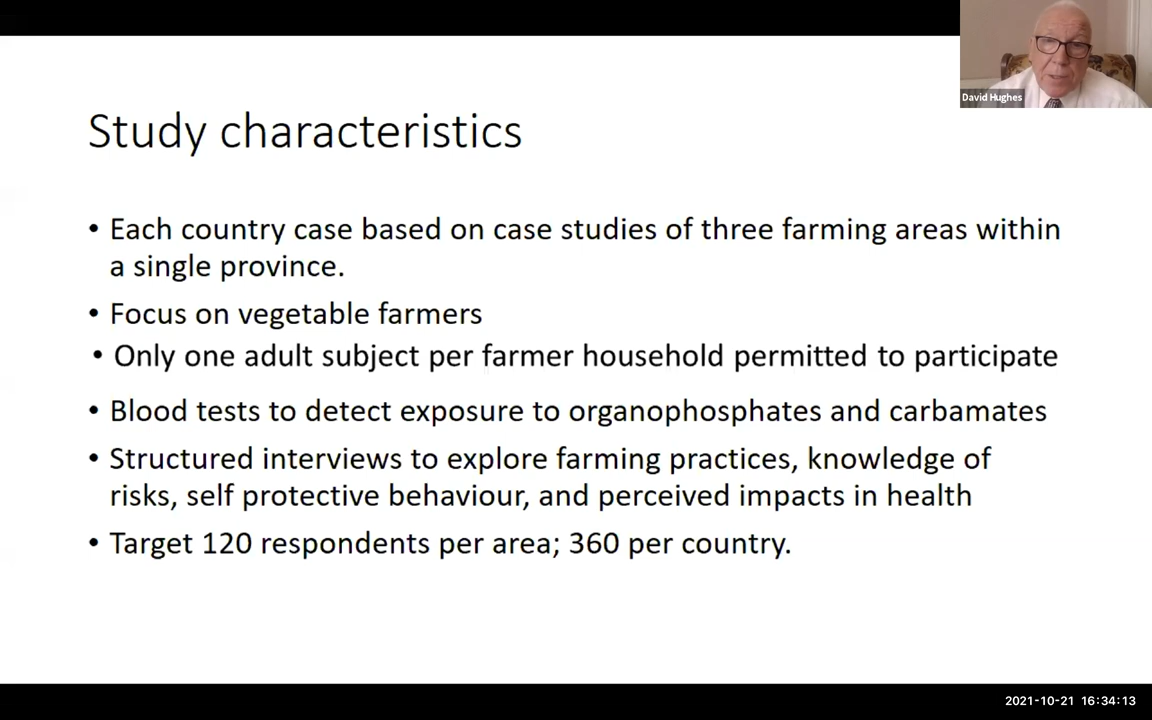 David Hughes
Study characteristics
• Each country case based on case studies of three farming areas within
a single province.
• Focus on vegetable farmers
• Only one adult subject per farmer household permitted to participate
• Blood tests to detect exposure to organophosphates and carbamates
• Structured interviews to explore farming practices, knowledge of
risks, self protective behaviour, and perceived impacts in health
• Target 120 respondents per area; 360 per country.
2021-10-21 16:34:13